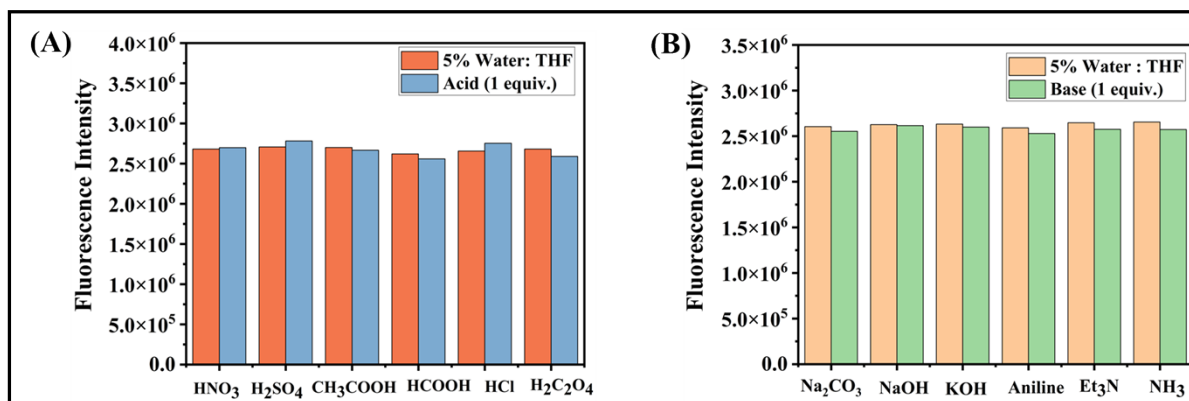 (A)
4.0×10⁶
3.5×10⁶
3.0×10⁶
2.5×10⁶
2.0×10⁶
1.5×10⁶
1.0×10⁶
5.0×10⁵
0.0
Fluorescence Intensity
5% Water: THF
Acid (1 equiv.)
HNO₃ H₂SO₄ CH₃COOH HCOOH HCl H₂C₂O₄
(B)
3.5×10⁶
3.0×10⁶
2.5×10⁶
2.0×10⁶
1.5×10⁶
1.0×10⁶
5.0×10⁵
0.0
Fluorescence Intensity
5% Water : THF
Base (1 equiv.)
Na₂CO₃ NaOH KOH Aniline Et₃N NH₃